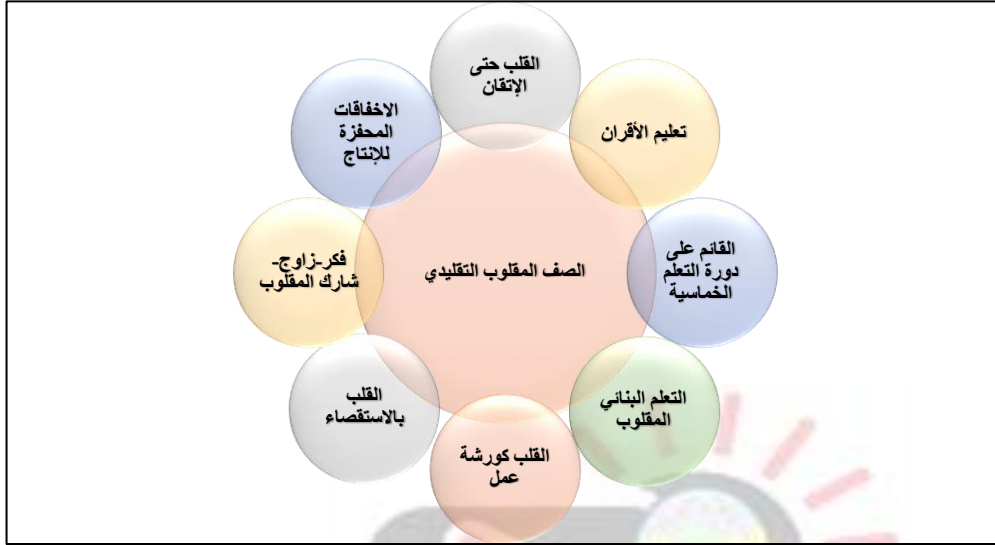 القلب حتى
الإتقان
تعليم الأقران
القائم على
دورة التعلم
الخماسية
التعلم البنائي
المقلوب
القلب كورشة
عمل
القلب
بالاستقصاء
فكر-زاوج-
شارك المقلوب
الاخفاقات
المحفزة
للإنتاج
الصف المقلوب التقليدي